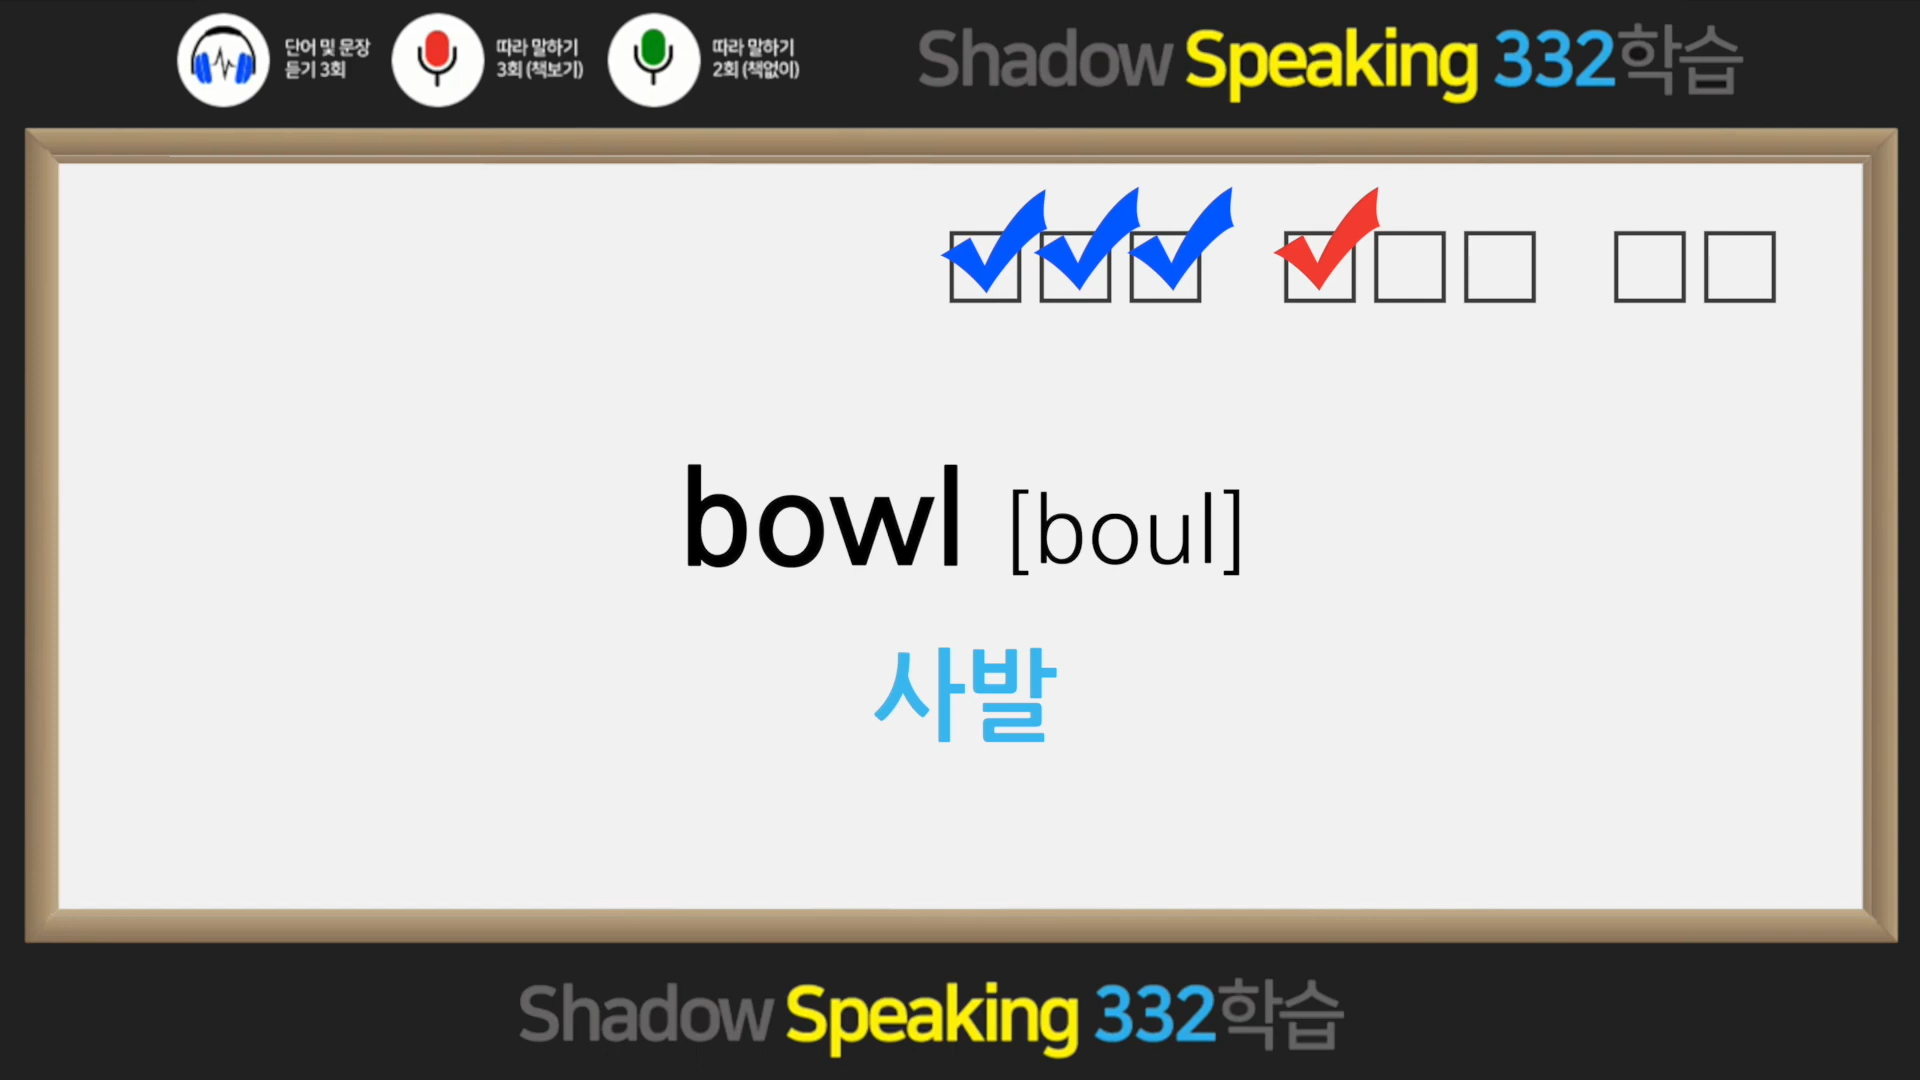 단어 및 문장
듣기 3회
따라 말하기
3회 (책보기)
따라 말하기
2회 (책없이)
Shadow Speaking 332학습
bowl [boul]
사발
Shadow Speaking 332학습